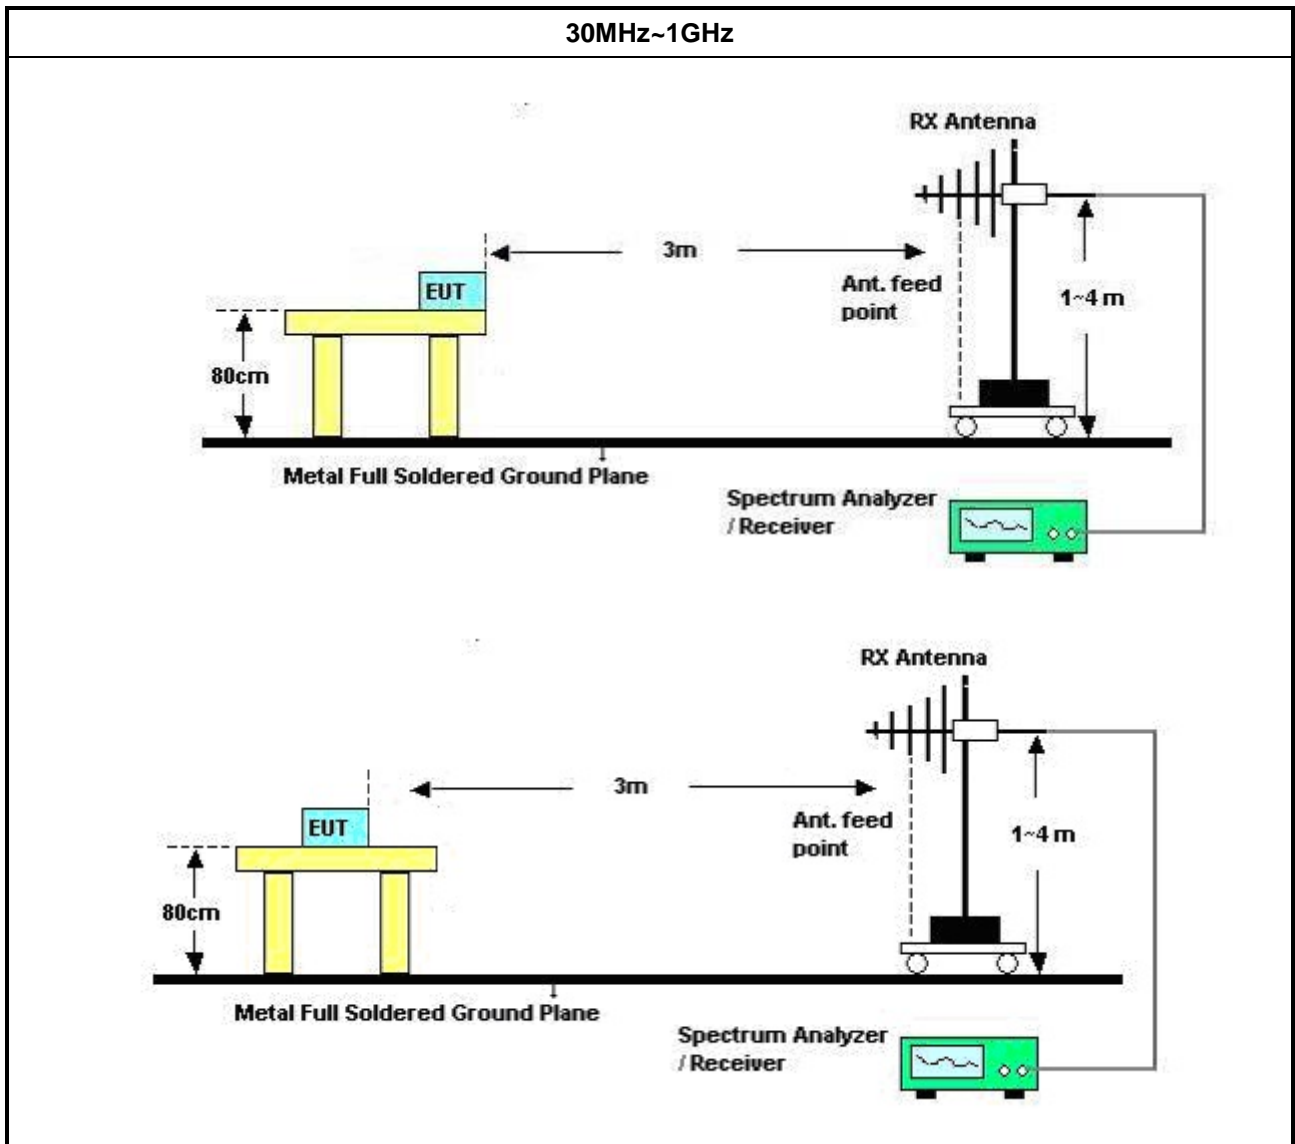 30MHz~1GHz
RX Antenna
3m
EUT
Ant. feed
point
1~4 m
80cm
Metal Full Soldered Ground Plane
Spectrum Analyzer
/ Receiver
RX Antenna
3m
EUT
Ant. feed
point
1~4 m
80cm
Metal Full Soldered Ground Plane
Spectrum Analyzer
/ Receiver